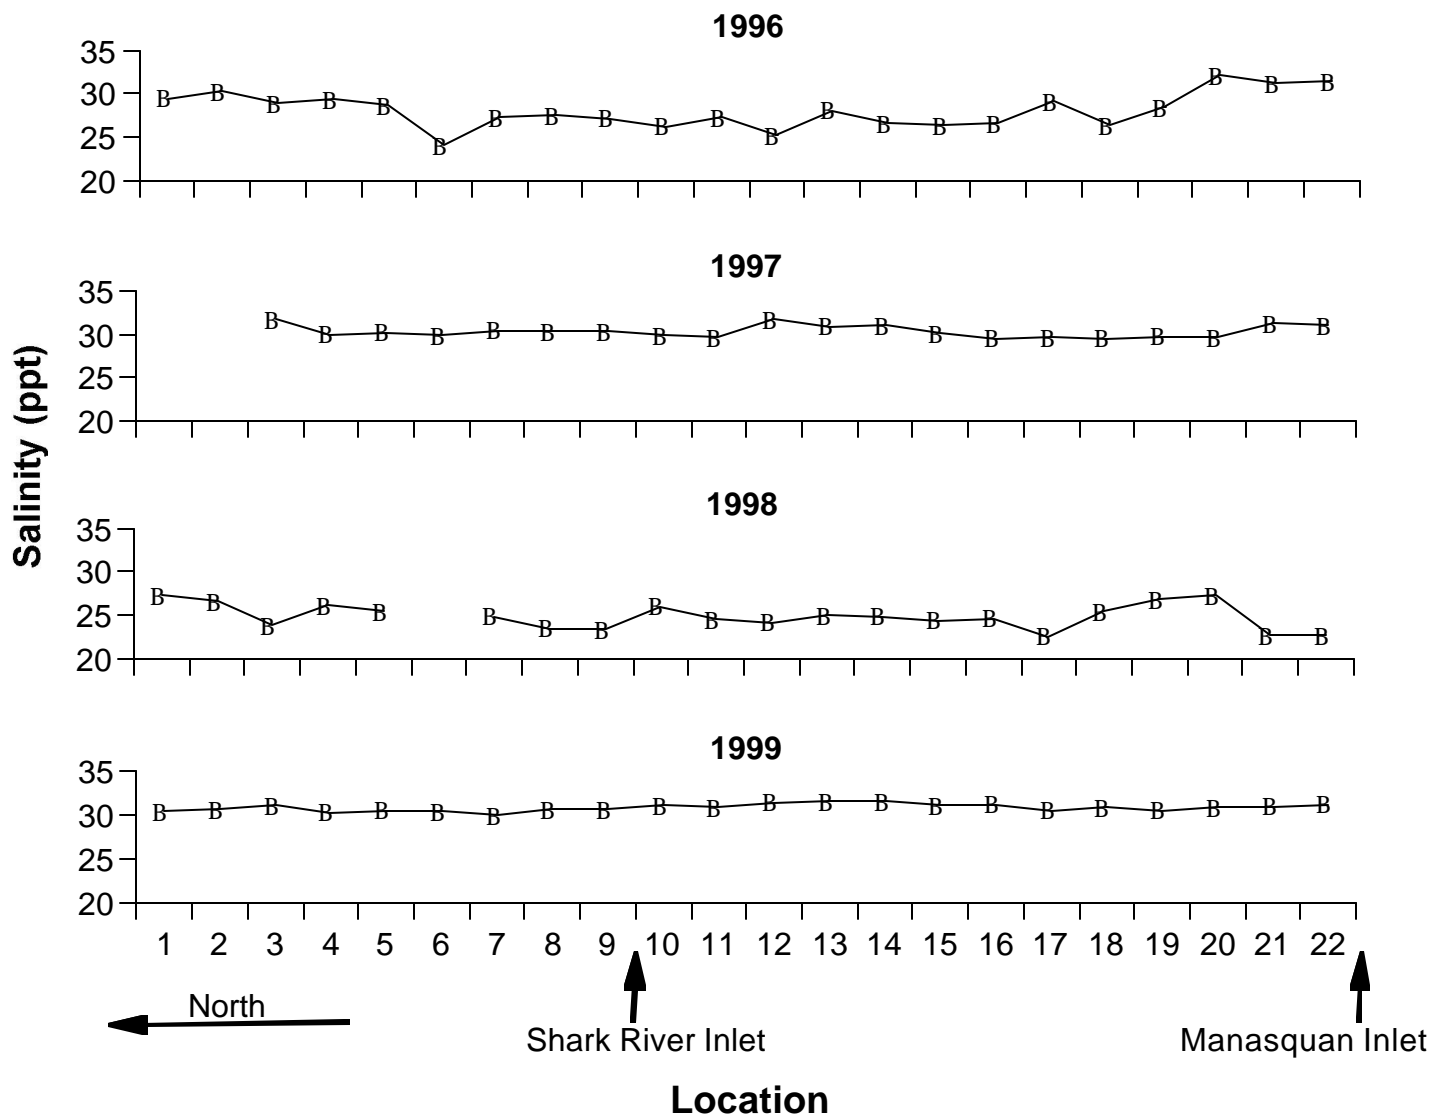 1996
35
30
25
20
B B B B B B B B B B B B B B B B B B B B B B
1997
35
30
25
20
B B B B B B B B B B B B B B B B B B B B
Salinity (ppt)
1998
35
30
25
20
B B B B B B B B B B B B B B B B B B B B B
1999
35
30
25
20
B B B B B B B B B B B B B B B B B B B B B B
1 2 3 4 5 6 7 8 9 10 11 12 13 14 15 16 17 18 19 20 21 22
North
Shark River Inlet
Manasquan Inlet
Location